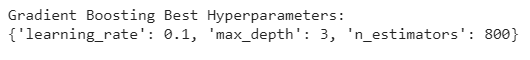 Gradient Boosting Best Hyperparameters:
{'learning_rate': 0.1, 'max_depth': 3, 'n_estimators': 800}